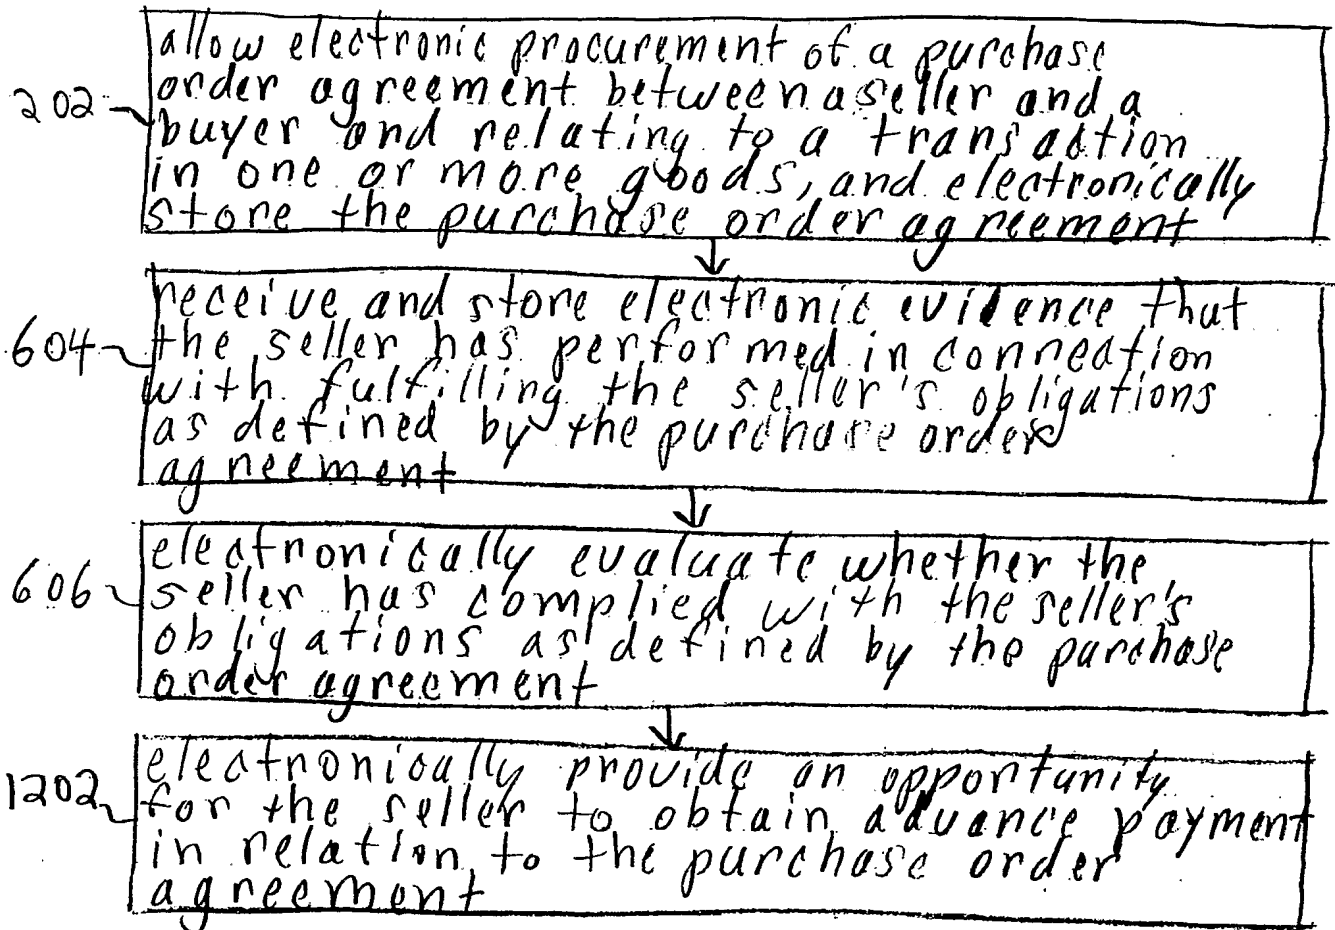 allow electronic procurement of a purchase
order agreement between a seller and a
202
buyer and relating to a transaction
in one or more goods, and electronically
store the purchase order agreement
receive and store electronic evidence that
604
the seller has performed in connection
with fulfilling the seller's obligations
as defined by the purchase order
agreement
electronically evaluate whether the
606
seller has complied with the seller's
obligations as defined by the purchase
order agreement
electronically provide an opportunity
1202
for the seller to obtain advance payment
in relation to the purchase order
agreement